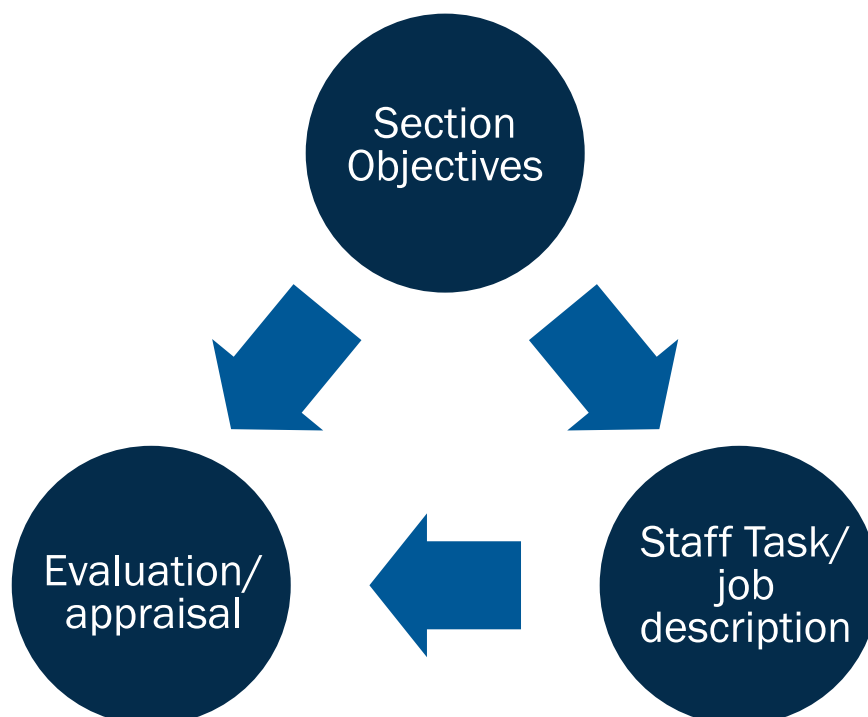 Section
Objectives
Evaluation/
appraisal
Staff Task/
job
description